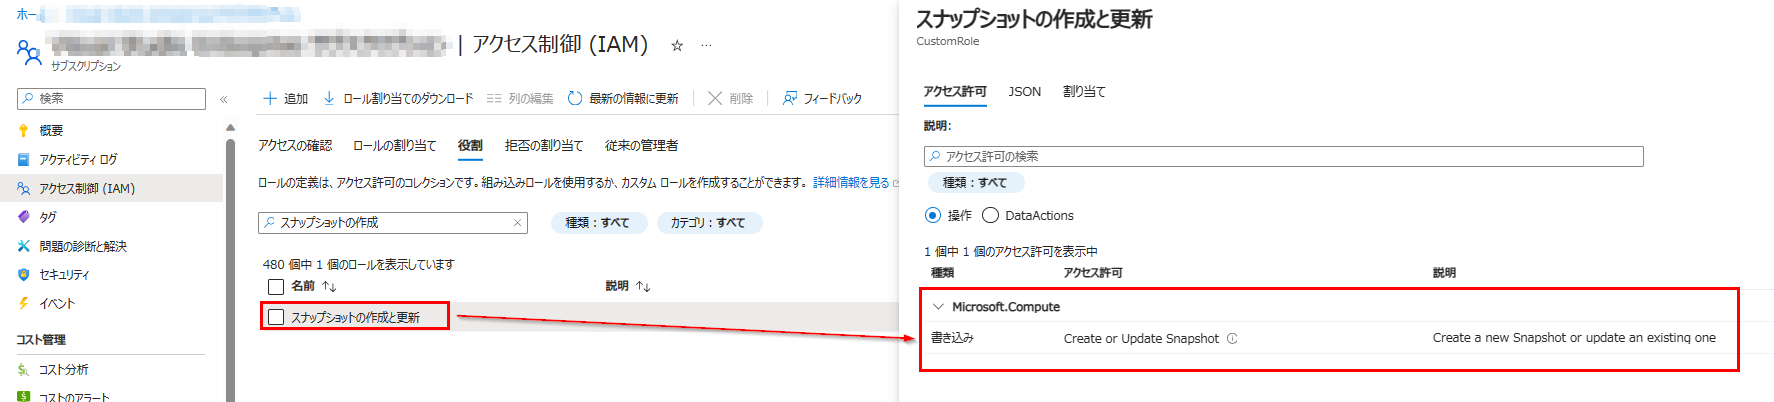 ホーム
| アクセス制御 (IAM) ☆ …
サブスクリプション
検索 «
概要
アクティビティ ログ
アクセス制御 (IAM)
タグ
問題の診断と解決
セキュリティ
イベント
コスト管理
コスト分析
コストのアラート
追加 ロール割り当てのダウンロード 列の編集 最新の情報に更新 削除 フィードバック
アクセスの確認 ロールの割り当て 役割 拒否の割り当て 従来の管理者
ロールの定義は、アクセス許可のコレクションです。組み込みロールを使用するか、カスタム ロールを作成することができます。 詳細情報を見る
スナップショットの作成 種類 : すべて カテゴリ : すべて
480 個中 1 個のロールを表示しています
名前 ↑↓ 説明 ↑↓
スナップショットの作成と更新
スナップショットの作成と更新
CustomRole
アクセス許可 JSON 割り当て
説明:
アクセス許可の検索
種類 : すべて
操作 DataActions
1 個中 1 個のアクセス許可を表示中
種類 アクセス許可 説明
Microsoft.Compute
書き込み Create or Update Snapshot Create a new Snapshot or update an existing one